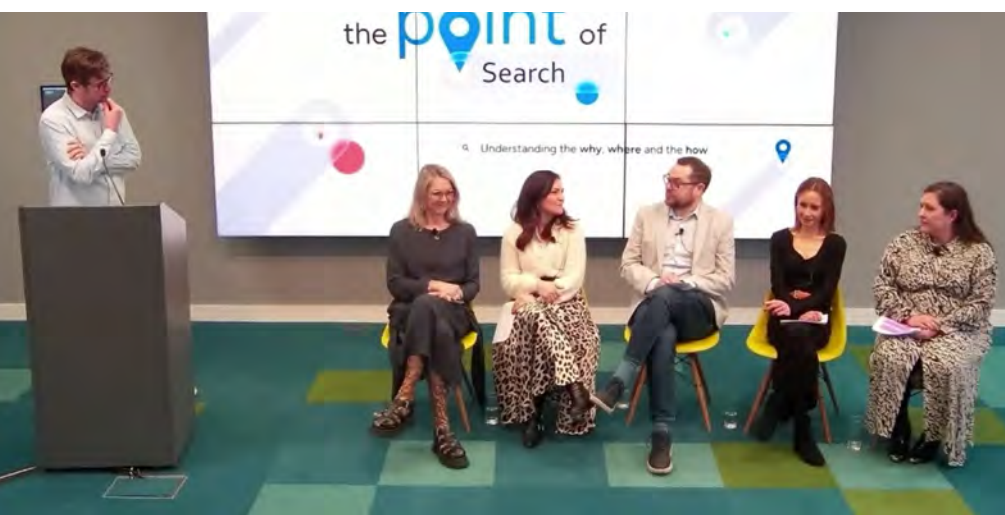 the point of
Search
Understanding the why, where and the how